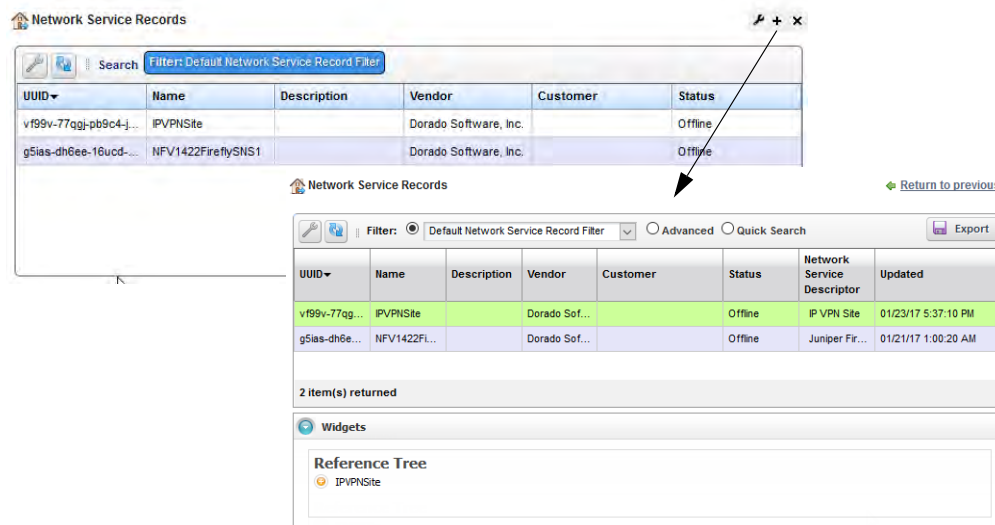 Network Service Records
Search Filter: Default Network Service Record Filter
UUID Name Description Vendor Customer Status
vf99v-77qgj-pb9c4-j... IPVPNSite Dorado Software, Inc. Offline
g5ias-dh6ee-16ucd-... NFV1422FireflySNS1 Dorado Software, Inc. Offline
Network Service Records Return to previous
Filter: Default Network Service Record Filter Advanced Quick Search Export
UUID Name Description Vendor Customer Status Network Service Descriptor Updated
vf99v-77qg... IPVPNSite Dorado Sof... Offline IP VPN Site 01/23/17 5:37:10 PM
g5ias-dh6e... NFV1422Fi... Dorado Sof... Offline Juniper Fir... 01/21/17 1:00:20 AM
2 item(s) returned
Widgets
Reference Tree
IPVPNSite